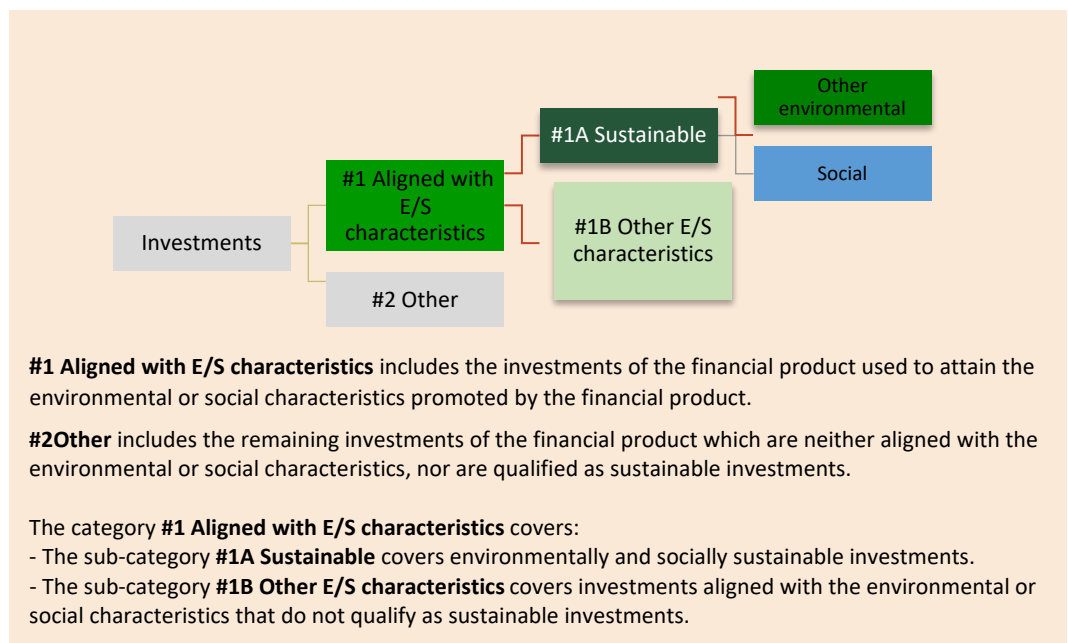 Other
environmental
#1A Sustainable
Social
#1 Aligned with
E/S
characteristics
#1B Other E/S
characteristics
Investments
#2 Other
#1 Aligned with E/S characteristics includes the investments of the financial product used to attain the
environmental or social characteristics promoted by the financial product.
#2Other includes the remaining investments of the financial product which are neither aligned with the
environmental or social characteristics, nor are qualified as sustainable investments.
The category #1 Aligned with E/S characteristics covers:
- The sub-category #1A Sustainable covers environmentally and socially sustainable investments.
- The sub-category #1B Other E/S characteristics covers investments aligned with the environmental or
social characteristics that do not qualify as sustainable investments.